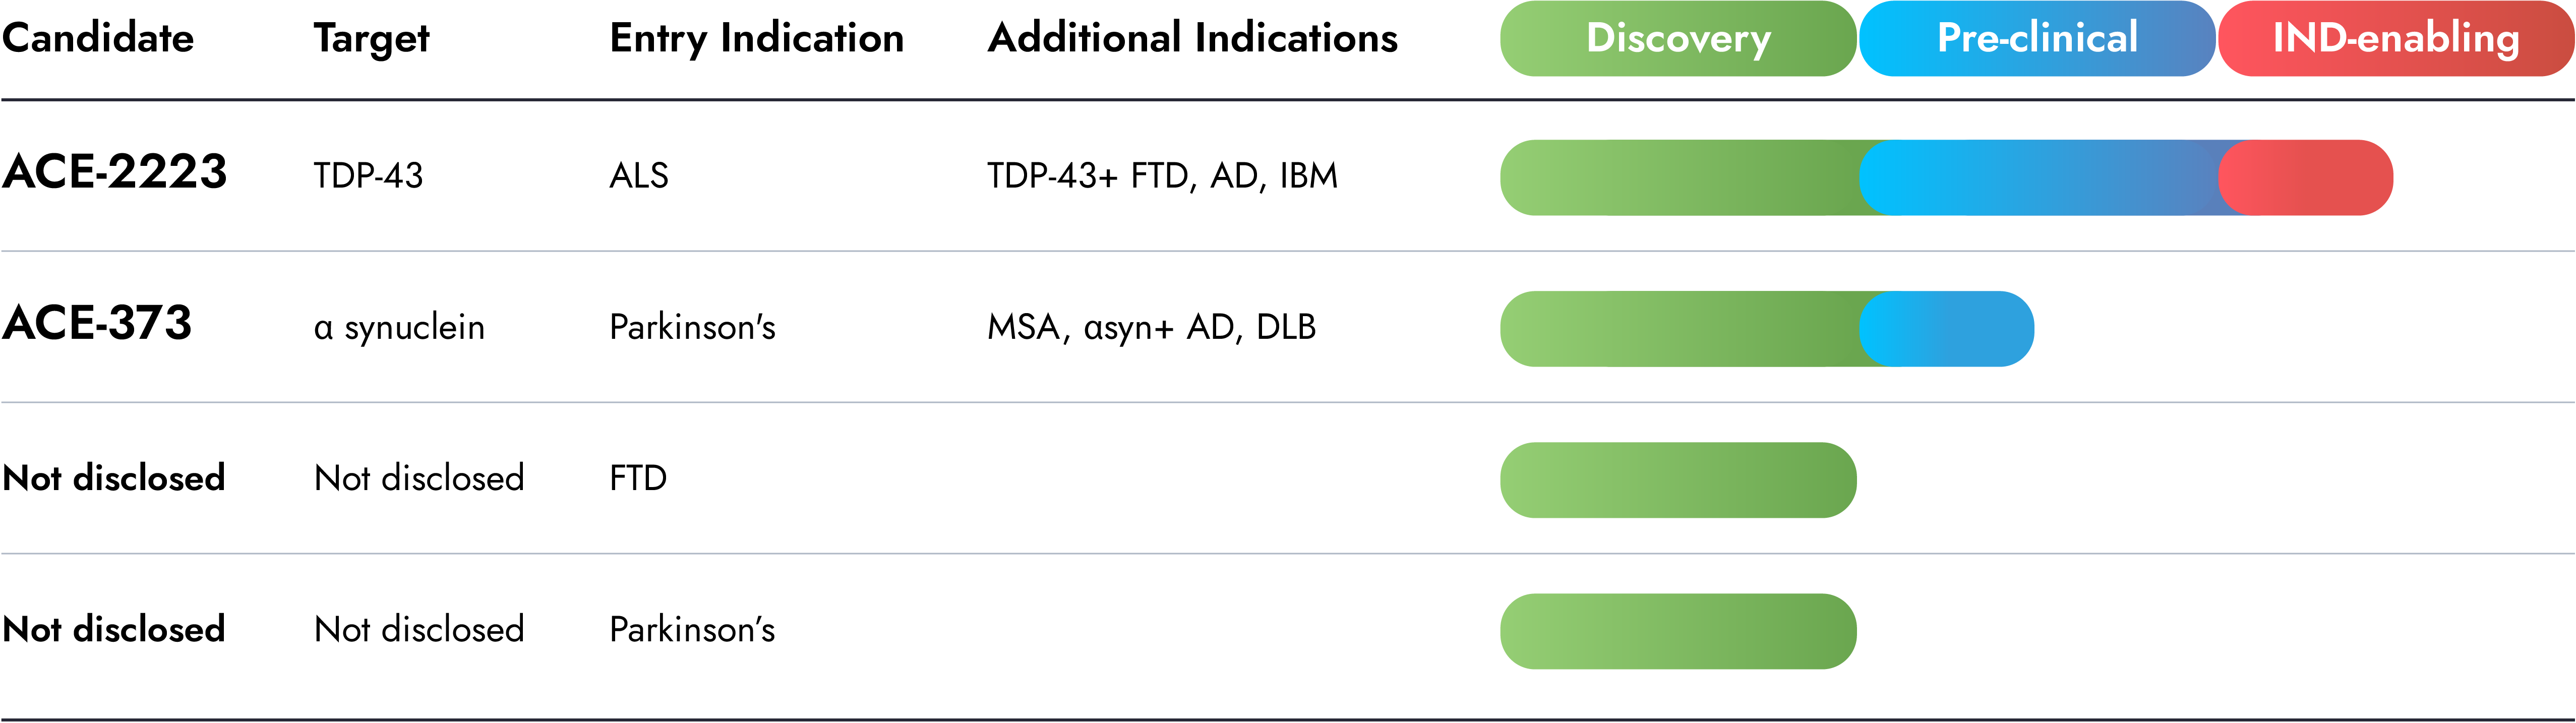 Candidate Target Entry Indication Additional Indications Discovery Pre-clinical IND-enabling
ACE-2223 TDP-43 ALS TDP-43+ FTD, AD, IBM
ACE-373 α synuclein Parkinson's MSA, αsyn+ AD, DLB
Not disclosed Not disclosed FTD
Not disclosed Not disclosed Parkinson’s